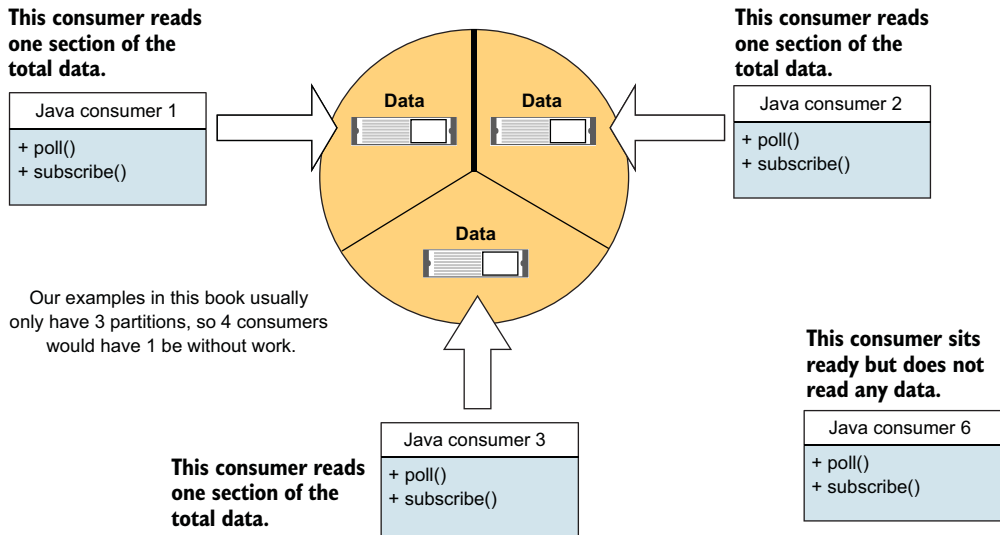 This consumer reads
one section of the
total data.
Java consumer 1
+ poll()
+ subscribe()
Data
Data
Data
This consumer reads
one section of the
total data.
Java consumer 2
+ poll()
+ subscribe()
Our examples in this book usually
only have 3 partitions, so 4 consumers
would have 1 be without work.
This consumer reads
one section of the
total data.
Java consumer 3
+ poll()
+ subscribe()
This consumer sits
ready but does not
read any data.
Java consumer 6
+ poll()
+ subscribe()